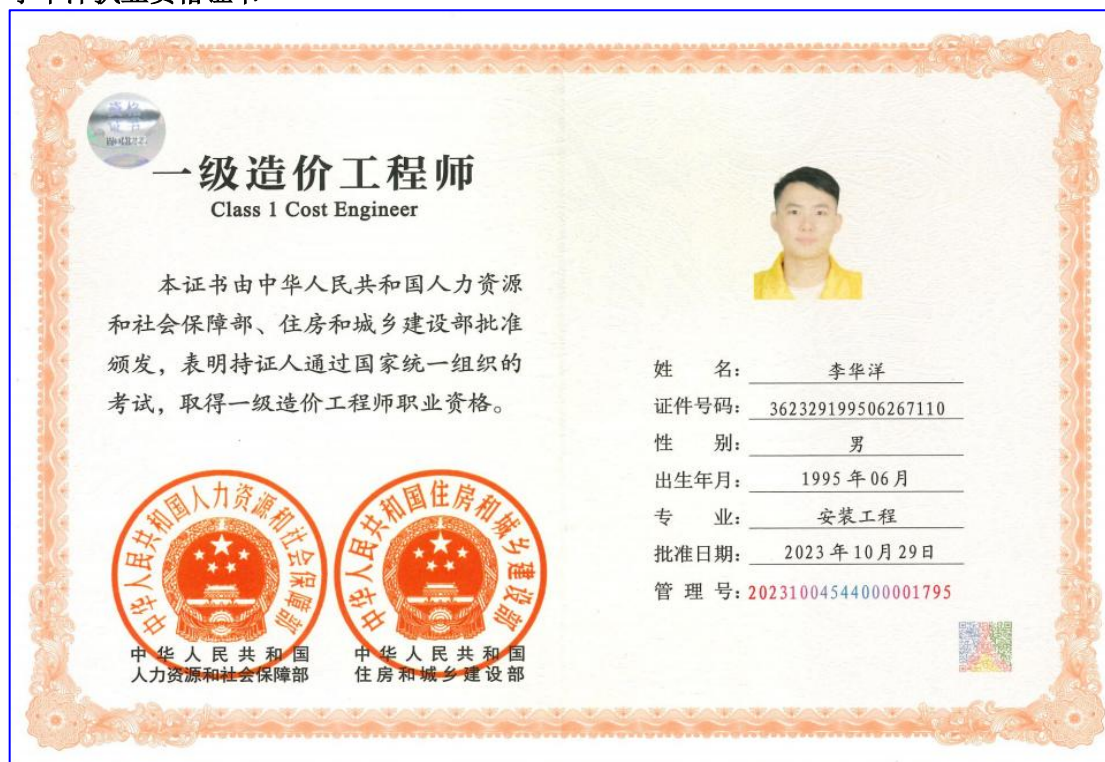 一级造价工程师
Class 1 Cost Engineer
本证书由中华人民共和国人力资源
和社会保障部、住房和城乡建设部批准
颁发，表明持证人通过国家统一组织的
考试，取得一级造价工程师职业资格。
中华人民共和国人力资源和社会保障部
中华人民共和国住房和城乡建设部
中华人民共和国
人力资源和社会保障部
中华人民共和国
住房和城乡建设部
姓 名：李华洋
证件号码：362329199506267110
性 别：男
出生年月：1995年06月
专 业：安装工程
批准日期：2023年10月29日
管 理 号：20231004544000001795